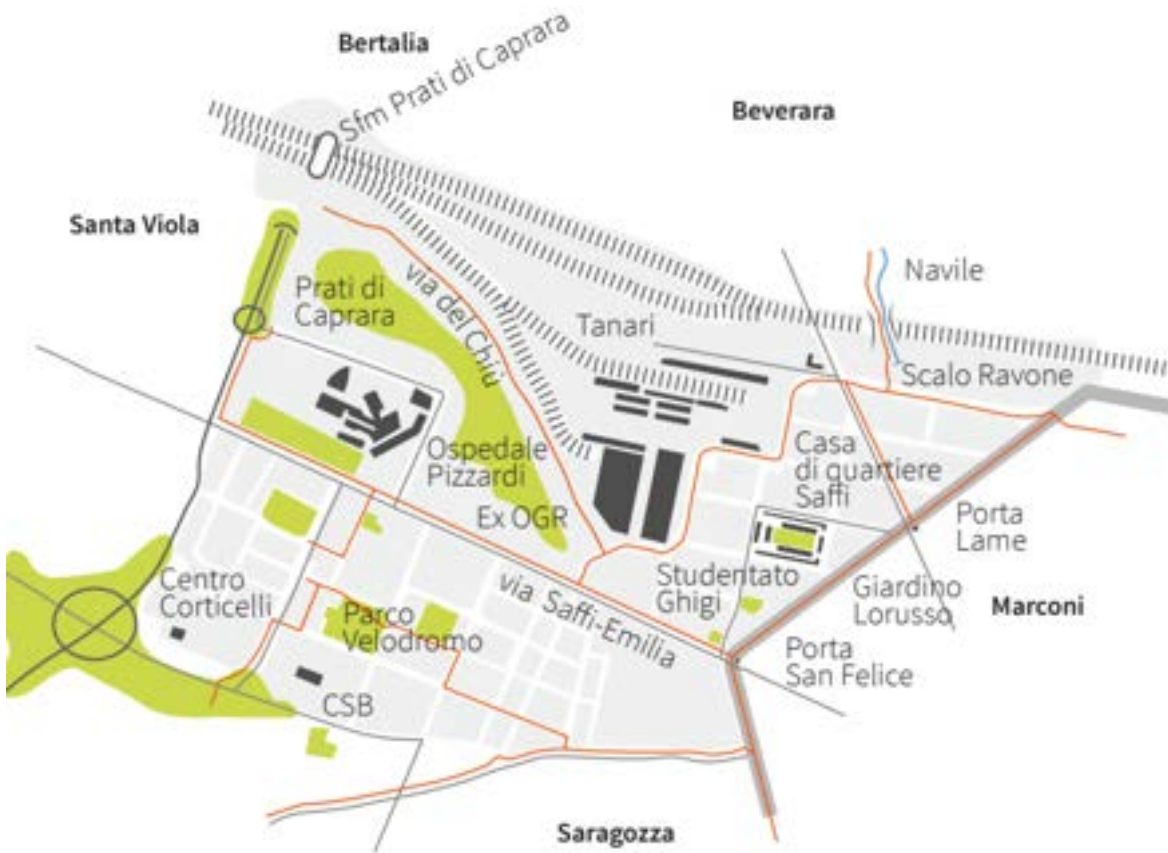 Bertalia
Sfm Prati di Caprara
Beverara
Santa Viola
Navile
Prati di
Caprara
via del Chiù
Tanari
Scalo Ravone
Ospedale
Pizzardi
Casa
di quartiere
Saffi
Ex OGR
Porta
Lame
Centro
Corticelli
via Saffi-Emilia
Studentato
Ghigi
Giardino
Lorusso
Marconi
Parco
Velodromo
Porta
San Felice
CSB
Saragozza